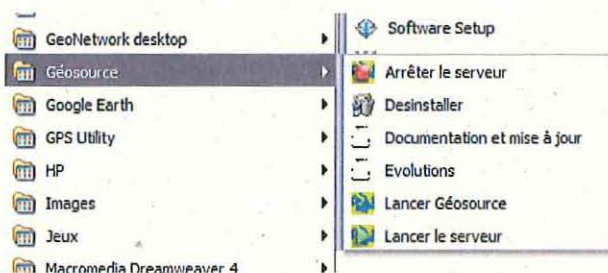 GeoNetwork desktop
Géosource
Google Earth
GPS Utility
HP
Images
Jeux
Macromedia Dreamweaver 4
Software Setup
Arrêter le serveur
Desinstaller
Documentation et mise à jour
Evolutions
Lancer Géosource
Lancer le serveur